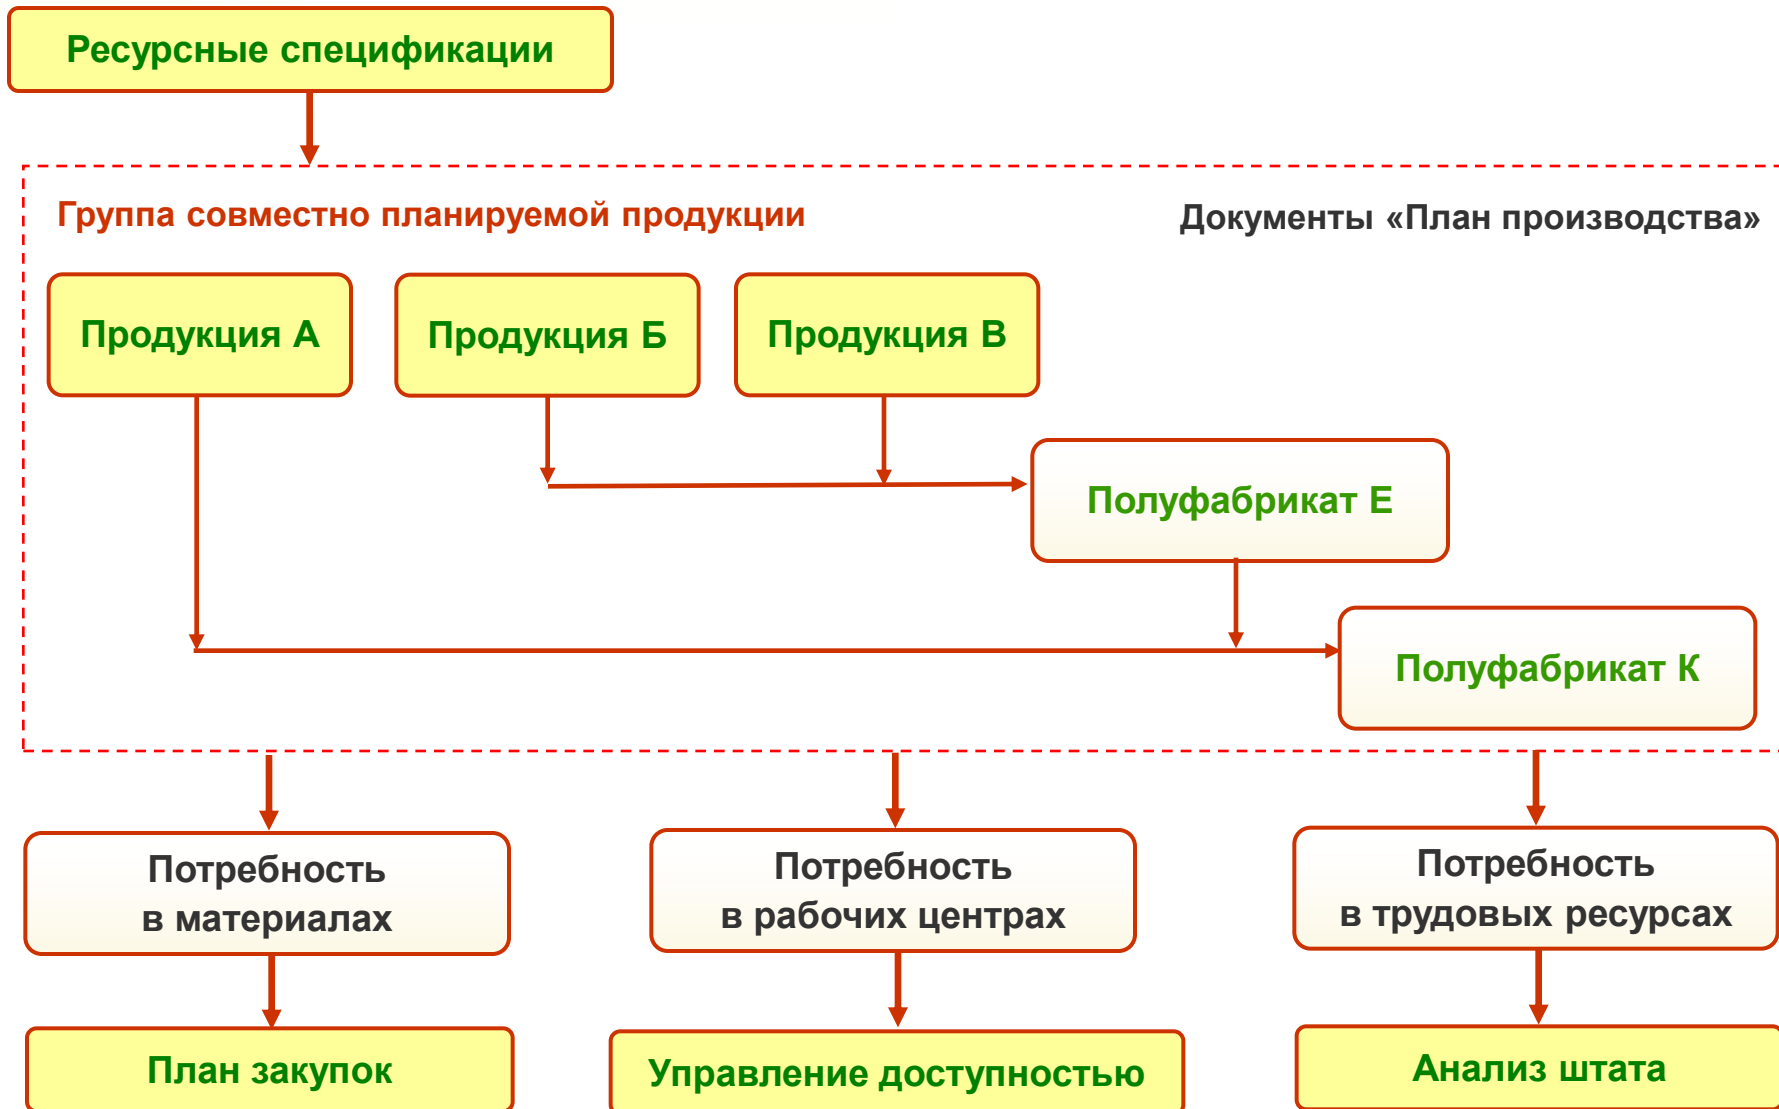 Ресурсные спецификации
Группа совместно планируемой продукции
Документы «План производства»
Продукция А
Продукция Б
Продукция В
Полуфабрикат Е
Полуфабрикат К
Потребность
в материалах
Потребность
в рабочих центрах
Потребность
в трудовых ресурсах
План закупок
Управление доступностью
Анализ штата